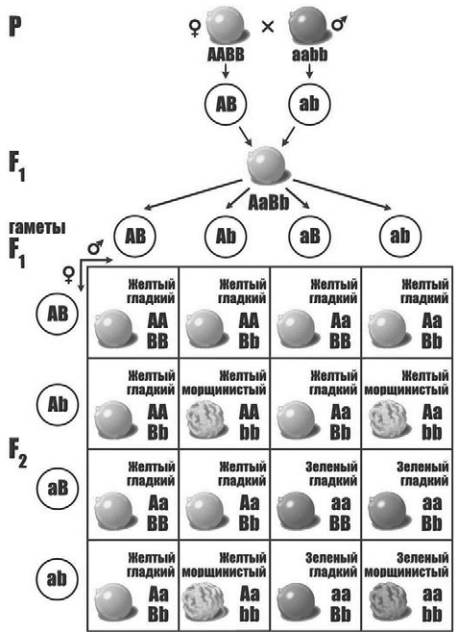 P
♀ × ♂
AABB aabb
AB ab
F₁
AaBb
гаметы
F₁
♂
♀
AB Ab aB ab
AB
Желтый гладкий AA BB
Желтый гладкий AA Bb
Желтый гладкий Aa BB
Желтый гладкий Aa Bb
Ab
Желтый гладкий AA Bb
Желтый морщинистый AA bb
Желтый гладкий Aa Bb
Желтый морщинистый Aa bb
F₂
aB
Желтый гладкий Aa BB
Желтый гладкий Aa Bb
Зеленый гладкий aa BB
Зеленый гладкий aa Bb
ab
Желтый гладкий Aa Bb
Желтый морщинистый Aa bb
Зеленый гладкий aa Bb
Зеленый морщинистый aa bb